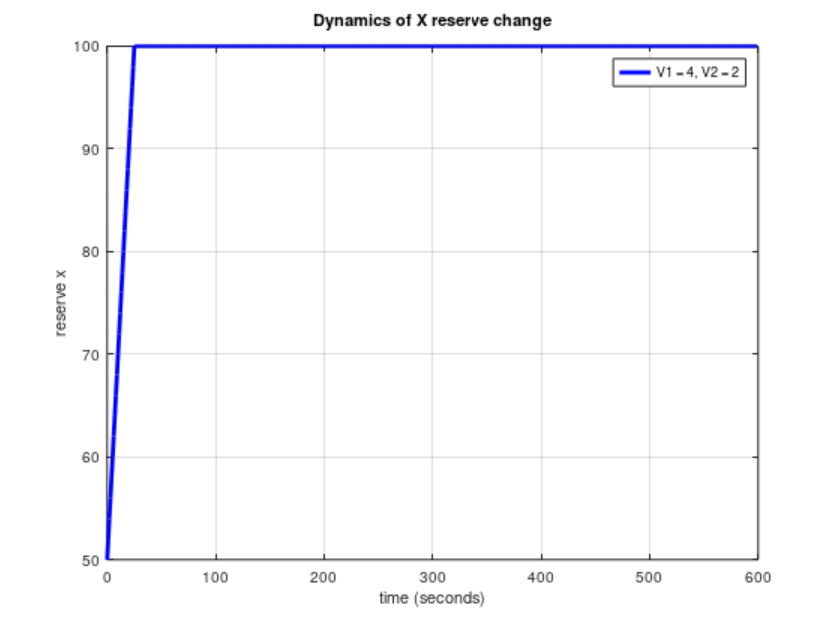 Dynamics of X reserve change
100
V1 = 4, V2 = 2
90
80
reserve x
70
60
50
0 100 200 300 400 500 600
time (seconds)